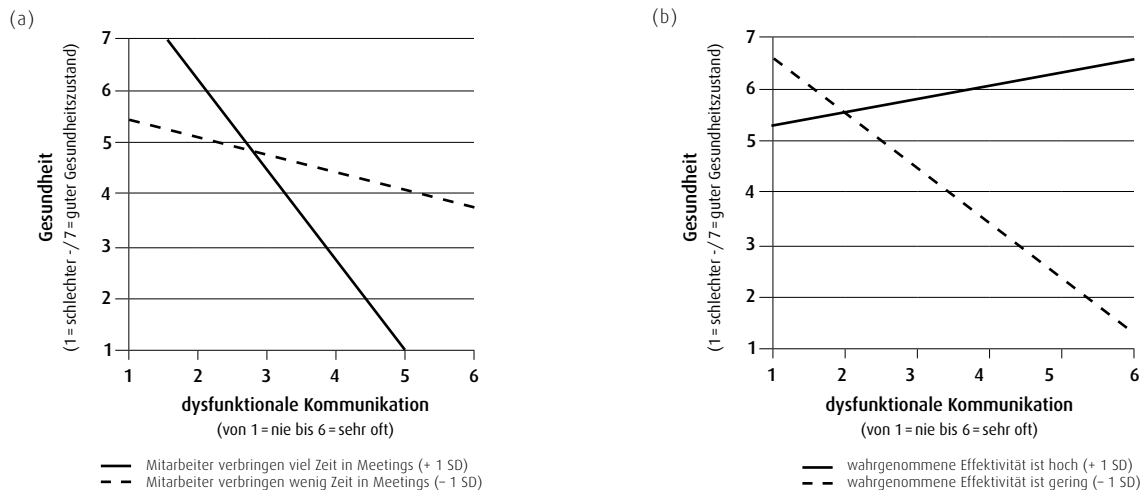 (a)
7
6
5
4
3
2
1
Gesundheit
(1 = schlechter - / 7 = guter Gesundheitszustand)
1 2 3 4 5 6
dysfunktionale Kommunikation
(von 1 = nie bis 6 = sehr oft)
Mitarbeiter verbringen viel Zeit in Meetings (+ 1 SD)
Mitarbeiter verbringen wenig Zeit in Meetings (– 1 SD)
(b)
7
6
5
4
3
2
1
Gesundheit
(1 = schlechter - / 7 = guter Gesundheitszustand)
1 2 3 4 5 6
dysfunktionale Kommunikation
(von 1 = nie bis 6 = sehr oft)
wahrgenommene Effektivität ist hoch (+ 1 SD)
wahrgenommene Effektivität ist gering (– 1 SD)